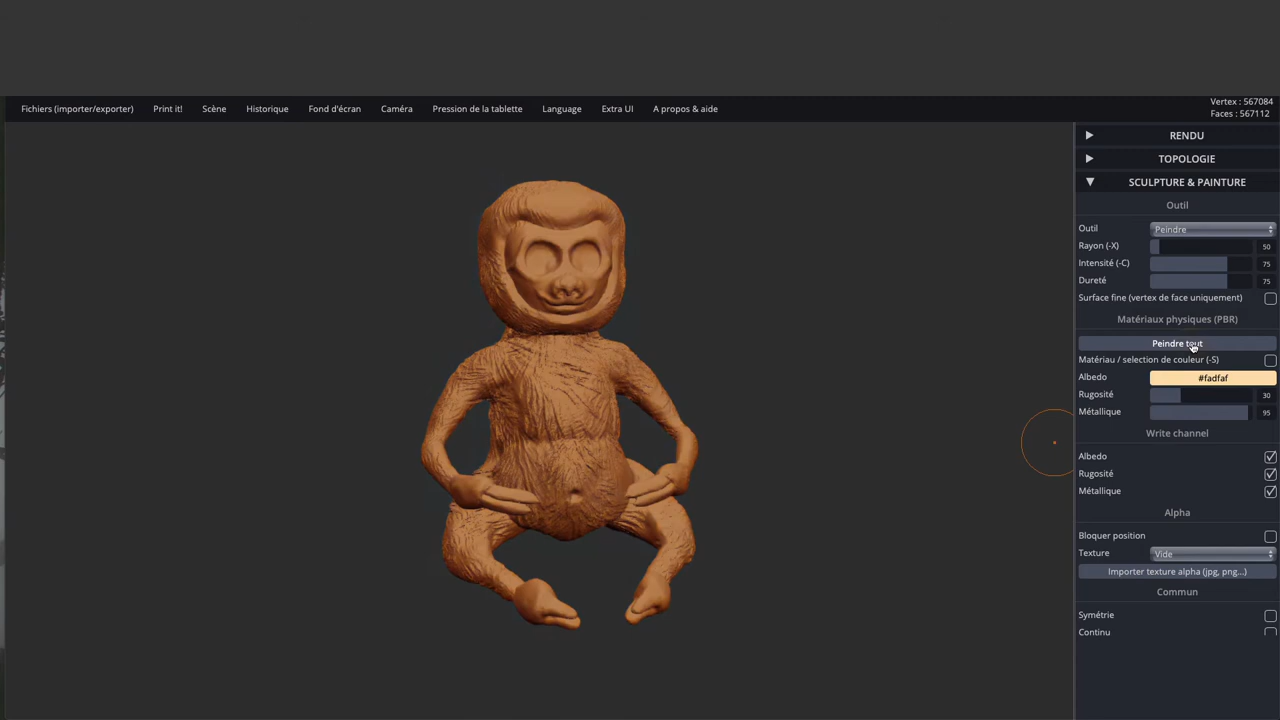 Fichiers (importer/exporter) Print it! Scène Historique Fond d'écran Caméra Pression de la tablette Language Extra UI A propos & aide
Vertex : 567084
Faces : 567112
RENDU
TOPOLOGIE
SCULPTURE & PAINTURE
Outil
Outil Peindre
Rayon (-X) 50
Intensité (-C) 75
Dureté 75
Surface fine (vertex de face uniquement)
Matériaux physiques (PBR)
Peindre tout
Matériau / selection de couleur (-S)
Albedo #fadfaf
Rugosité 30
Métallique 95
Write channel
Albedo
Rugosité
Métallique
Alpha
Bloquer position
Texture Vide
Importer texture alpha (jpg, png...)
Commun
Symétrie
Continu